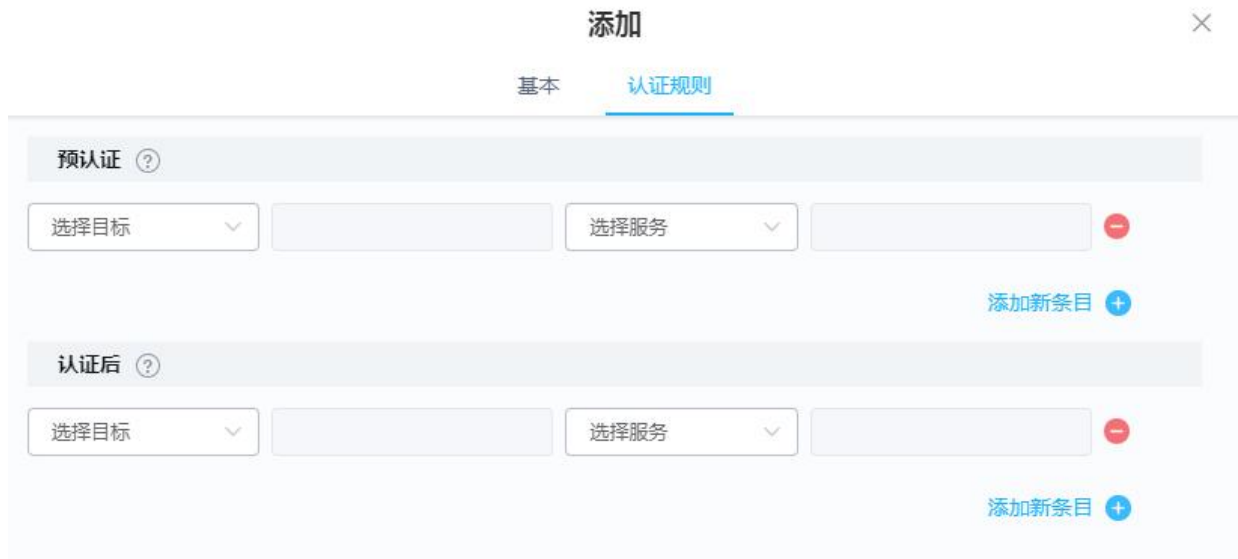 添加
基本 认证规则
预认证
选择目标 选择服务
添加新条目
认证后
选择目标 选择服务
添加新条目